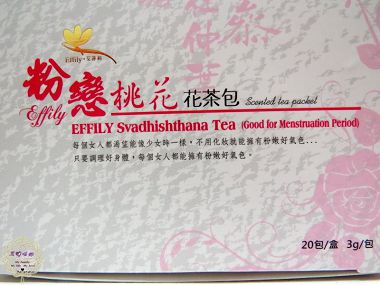 Effily·艾菲莉
粉戀桃花 花茶包 Scented tea packet
Effily
EFFILY Svadhishthana Tea (Good for Menstruation Period)
每個女人都渴望能像少女時一樣，不用化妝就能擁有粉嫩好氣色...
只要調理好身體，每個女人都能擁有粉嫩好氣色...
20包/盒 3g/包
杜仲葉